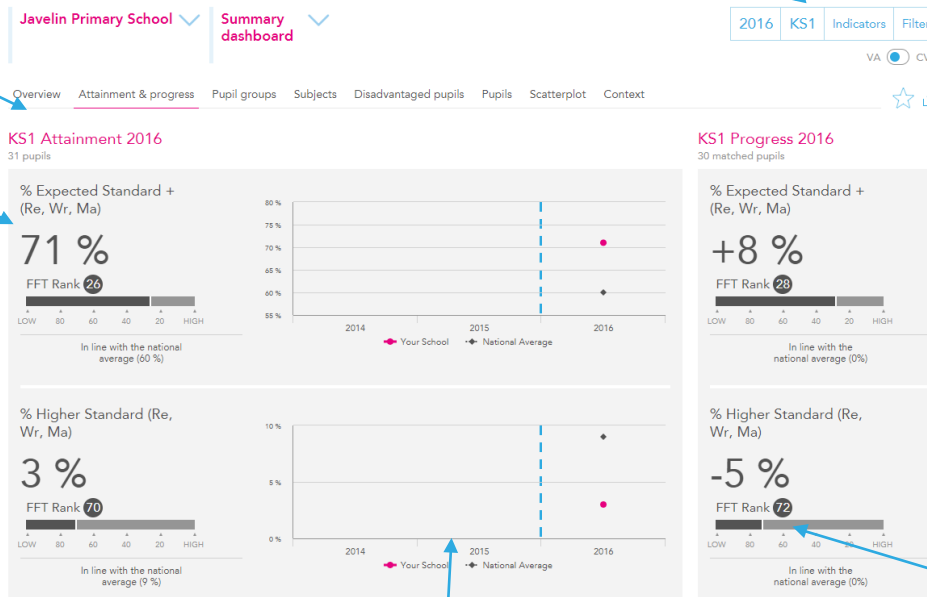 Javelin Primary School
Summary
dashboard
2016 KS1 Indicators Filter
VA
Overview Attainment & progress Pupil groups Subjects Disadvantaged pupils Pupils Scatterplot Context
KS1 Attainment 2016
31 pupils
% Expected Standard +
(Re, Wr, Ma)
71 %
FFT Rank 26
LOW 80 60 40 20 HIGH
In line with the national
average (60 %)
80 %
75 %
70 %
65 %
60 %
55 %
2014 2015 2016
Your School National Average
% Higher Standard (Re,
Wr, Ma)
3 %
FFT Rank 70
LOW 80 60 40 20 HIGH
In line with the national
average (9 %)
10 %
5 %
0 %
2014 2015 2016
Your School National Average
KS1 Progress 2016
30 matched pupils
% Expected Standard +
(Re, Wr, Ma)
+8 %
FFT Rank 28
LOW 80 60 40 20 HIGH
In line with the
national average (0%)
% Higher Standard (Re,
Wr, Ma)
-5 %
FFT Rank 72
LOW 80 60 40 20 HIGH
In line with the
national average (0%)